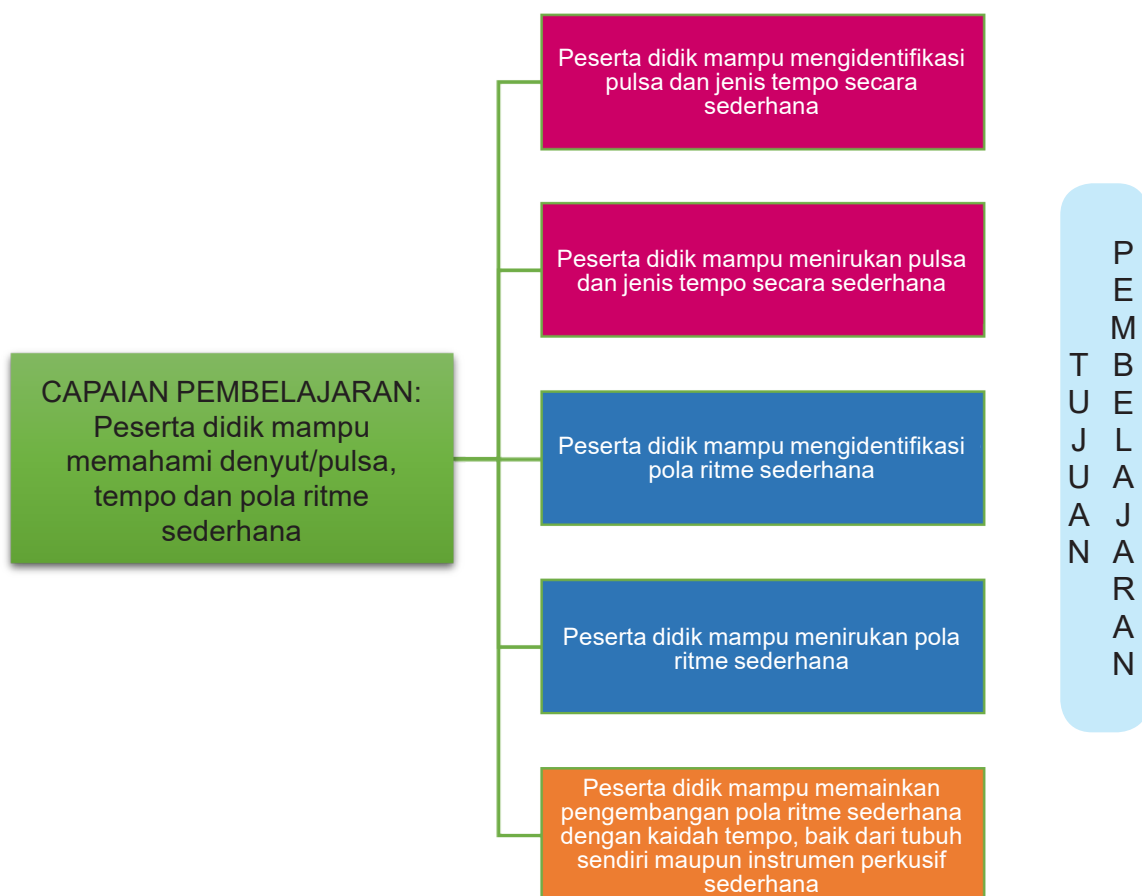 CAPAIAN PEMBELAJARAN:
Peserta didik mampu
memahami denyut/pulsa,
tempo dan pola ritme
sederhana
Peserta didik mampu mengidentifikasi
pulsa dan jenis tempo secara
sederhana
Peserta didik mampu menirukan pulsa
dan jenis tempo secara sederhana
Peserta didik mampu mengidentifikasi
pola ritme sederhana
Peserta didik mampu menirukan pola
ritme sederhana
Peserta didik mampu memainkan
pengembangan pola ritme sederhana
dengan kaidah tempo, baik dari tubuh
sendiri maupun instrumen perkusif
sederhana
TUJUAN
PEMBELAJARAN